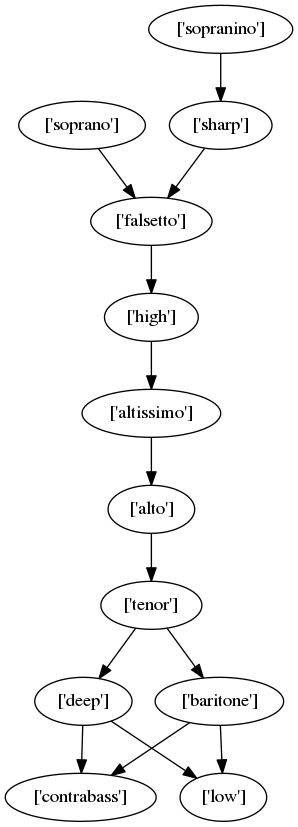 ['sopranino']
['soprano']
['sharp']
['falsetto']
['high']
['altissimo']
['alto']
['tenor']
['deep']
['baritone']
['contrabass']
['low']